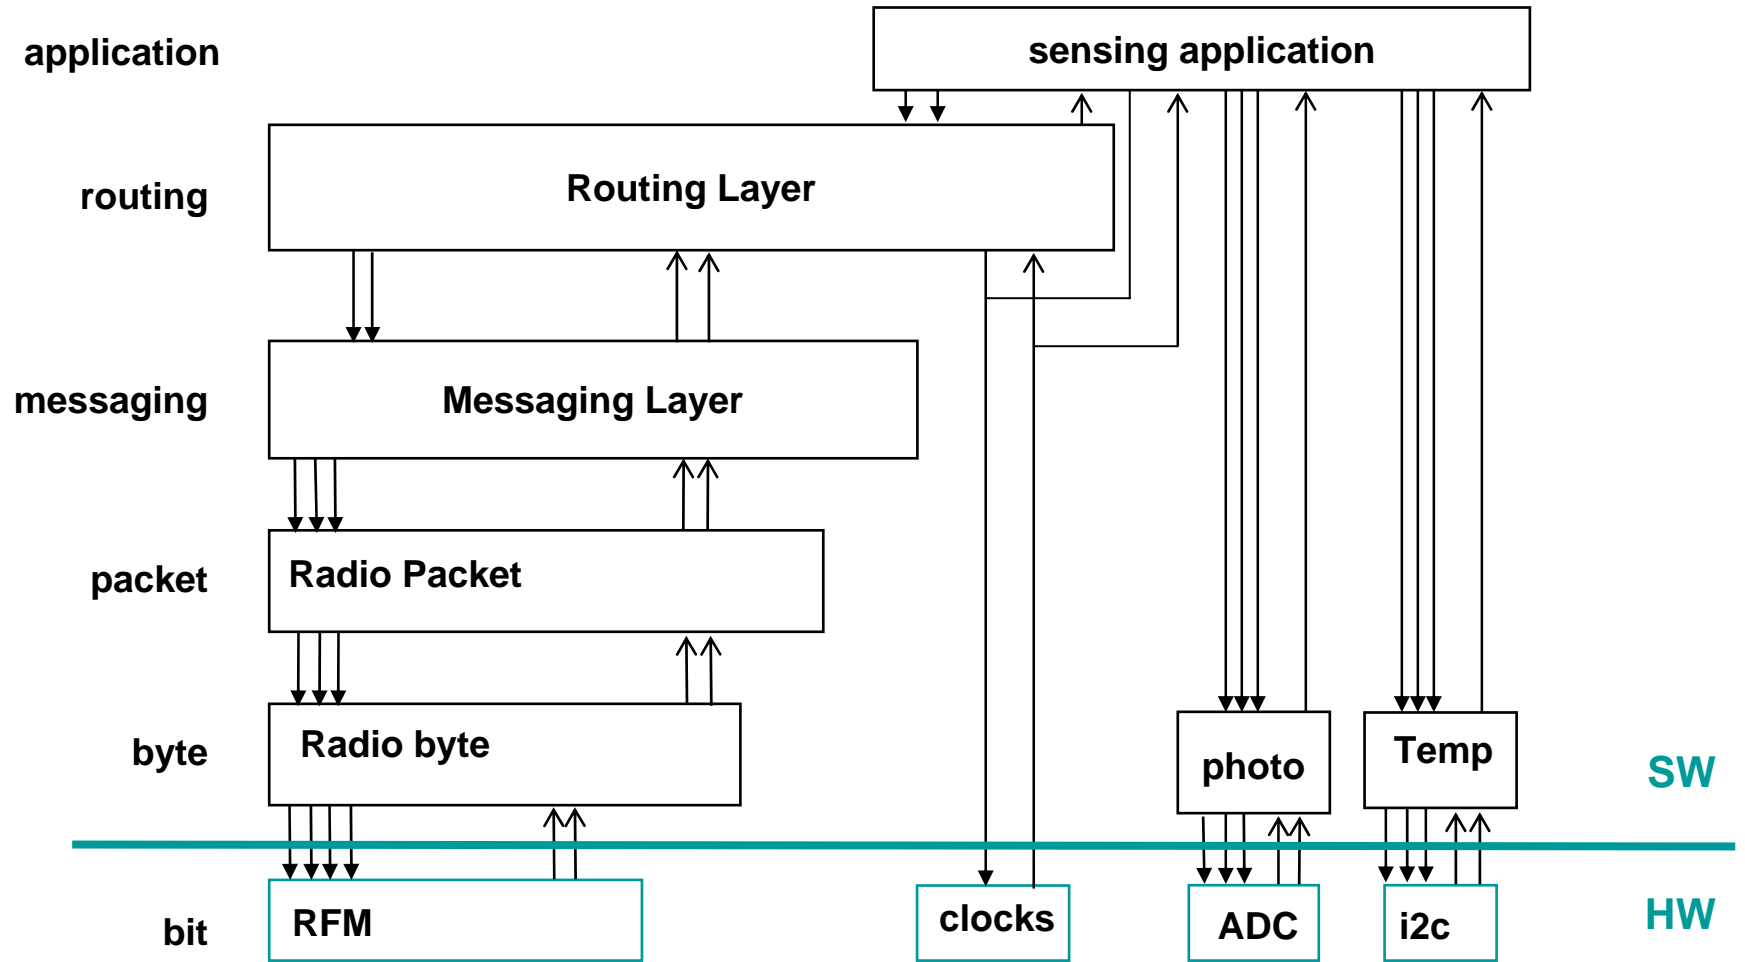 application
sensing application
routing
Routing Layer
messaging
Messaging Layer
packet
Radio Packet
byte
Radio byte
photo
Temp
SW
bit
RFM
clocks
ADC
i2c
HW